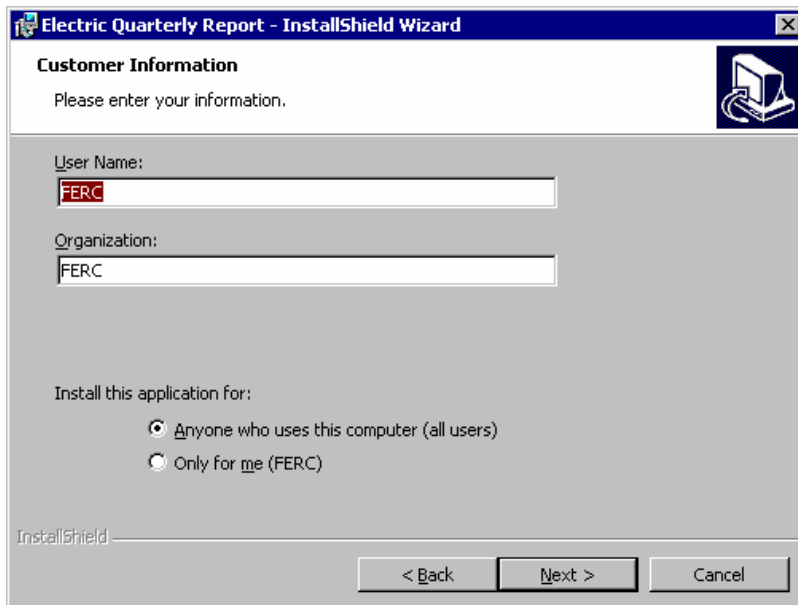 Electric Quarterly Report - InstallShield Wizard
Customer Information
Please enter your information.
User Name:
FERC
Organization:
FERC
Install this application for:
Anyone who uses this computer (all users)
Only for me (FERC)
InstallShield
< Back Next > Cancel